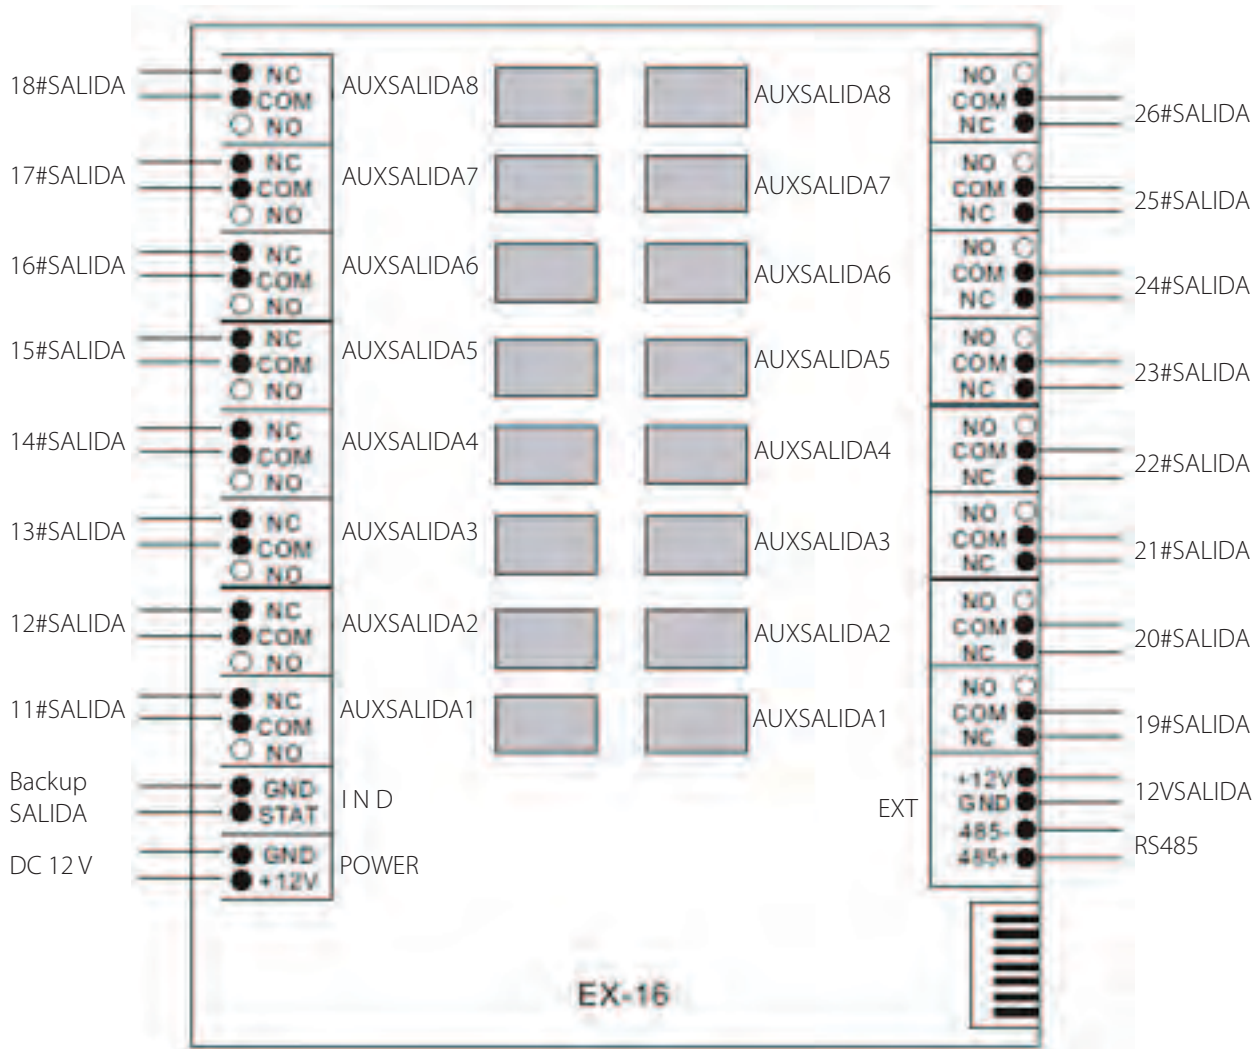 18#SALIDA
NC
COM
NO
AUXSALIDA8
17#SALIDA
NC
COM
NO
AUXSALIDA7
16#SALIDA
NC
COM
NO
AUXSALIDA6
15#SALIDA
NC
COM
NO
AUXSALIDA5
14#SALIDA
NC
COM
NO
AUXSALIDA4
13#SALIDA
NC
COM
NO
AUXSALIDA3
12#SALIDA
NC
COM
NO
AUXSALIDA2
11#SALIDA
NC
COM
NO
AUXSALIDA1
Backup
SALIDA
GND
STAT
IND
DC 12 V
GND
+12V
POWER
AUXSALIDA8
NO
COM
NC
26#SALIDA
AUXSALIDA7
NO
COM
NC
25#SALIDA
AUXSALIDA6
NO
COM
NC
24#SALIDA
AUXSALIDA5
NO
COM
NC
23#SALIDA
AUXSALIDA4
NO
COM
NC
22#SALIDA
AUXSALIDA3
NO
COM
NC
21#SALIDA
AUXSALIDA2
NO
COM
NC
20#SALIDA
AUXSALIDA1
NO
COM
NC
19#SALIDA
EXT
+12V
GND
485-
485+
12VSALIDA
RS485
EX-16